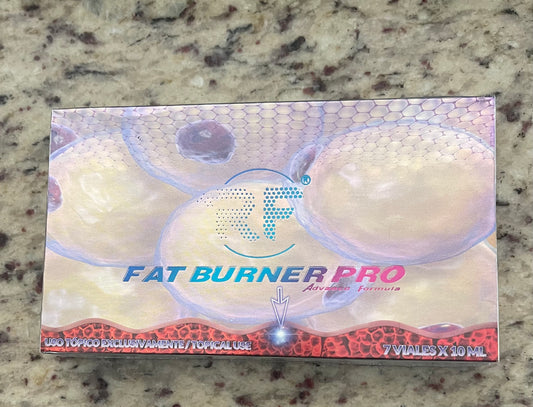 RF®
FAT BURNER PRO
Advanced Formula
USO TÓPICO EXCLUSIVAMENTE / TOPICAL USE
7 VIALES X 10 ML